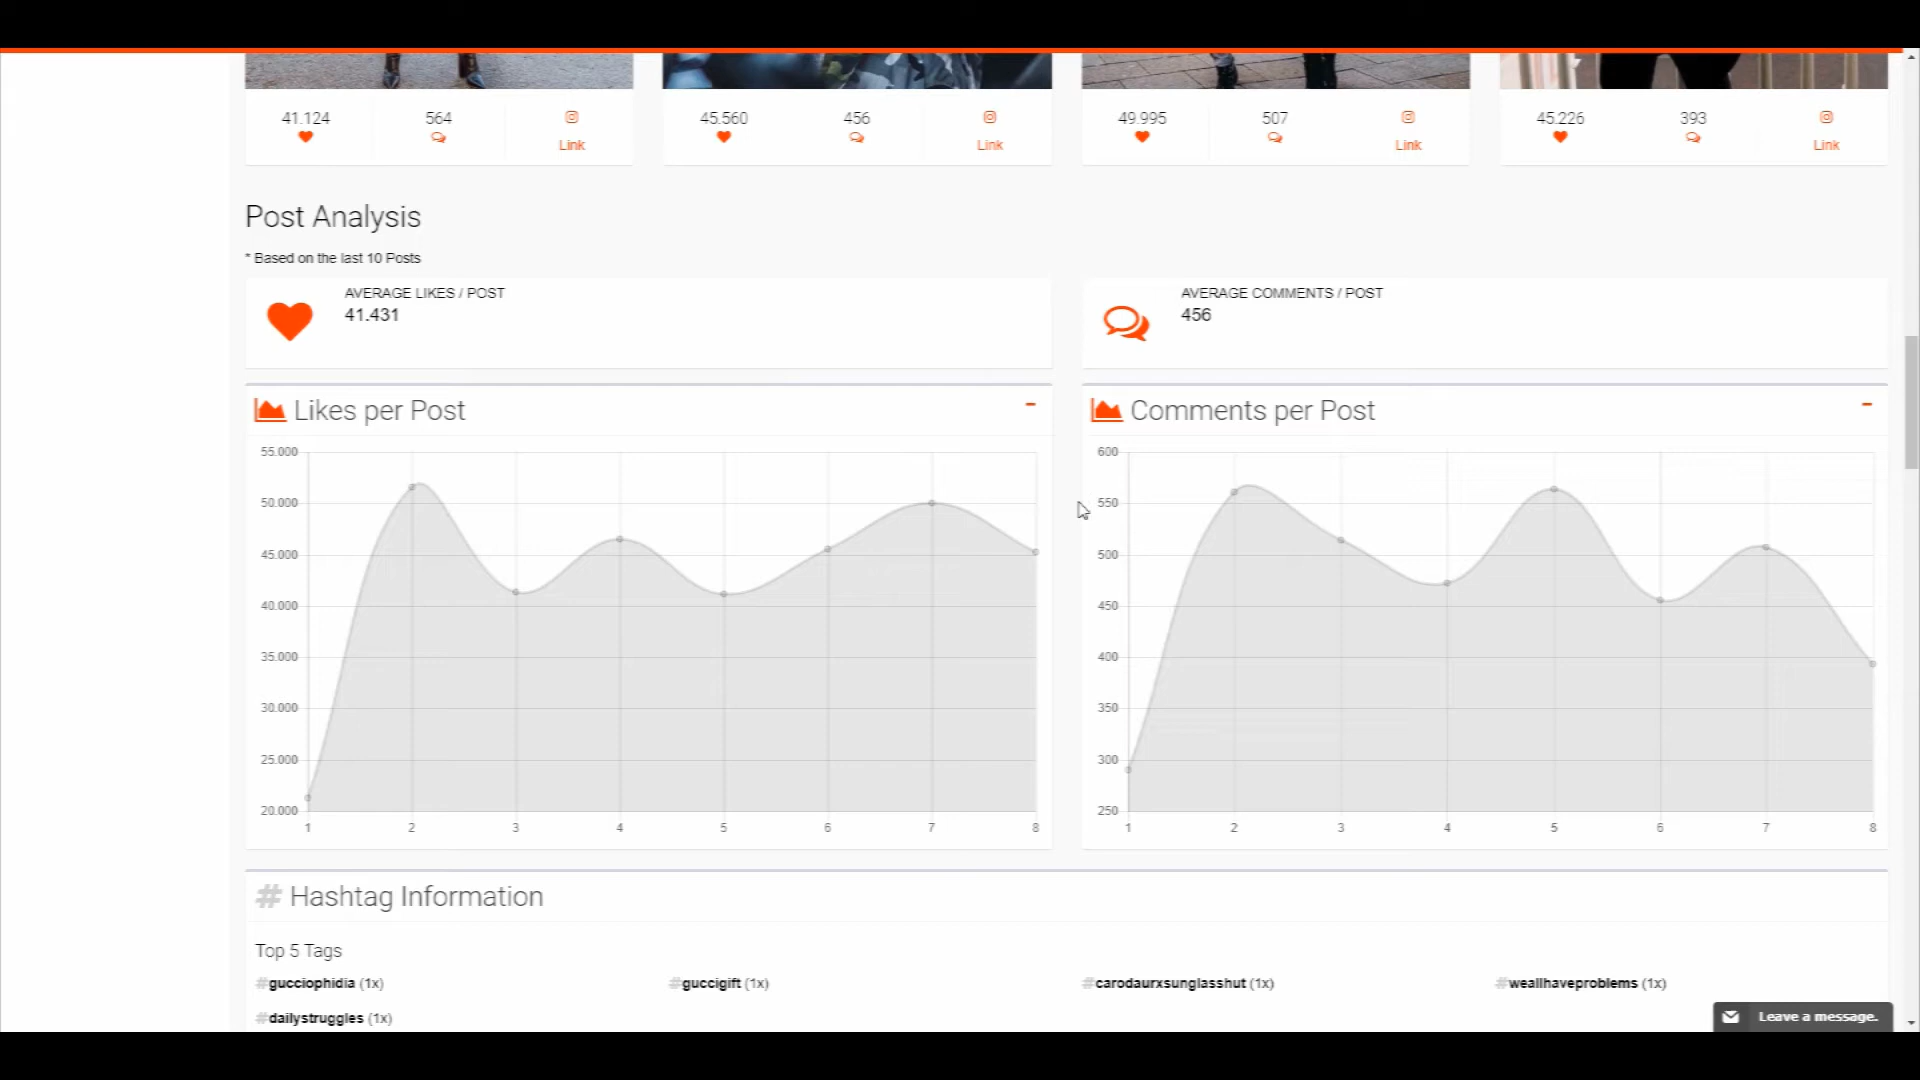 41.124 564 Link 45.560 456 Link 49.995 507 Link 45.226 393 Link
Post Analysis
* Based on the last 10 Posts
AVERAGE LIKES / POST
41.431
AVERAGE COMMENTS / POST
456
Likes per Post
55.000
50.000
45.000
40.000
35.000
30.000
25.000
20.000
1 2 3 4 5 6 7 8
Comments per Post
600
550
500
450
400
350
300
250
1 2 3 4 5 6 7 8
# Hashtag Information
Top 5 Tags
#gucciophidia (1x) #guccigift (1x) #carodaurxsunglasshut (1x) #weallhaveproblems (1x)
#dailystruggles (1x)
Leave a message.